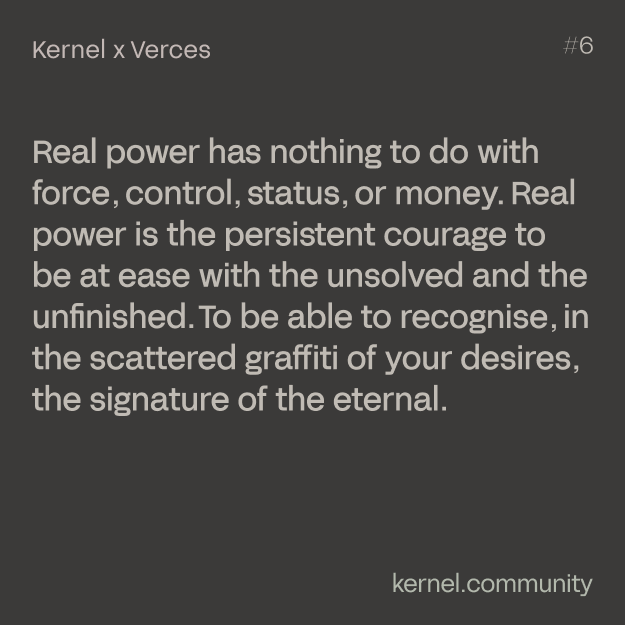 Kernel x Verces
#6
Real power has nothing to do with
force, control, status, or money. Real
power is the persistent courage to
be at ease with the unsolved and the
unfinished. To be able to recognise, in
the scattered graffiti of your desires,
the signature of the eternal.
kernel.community